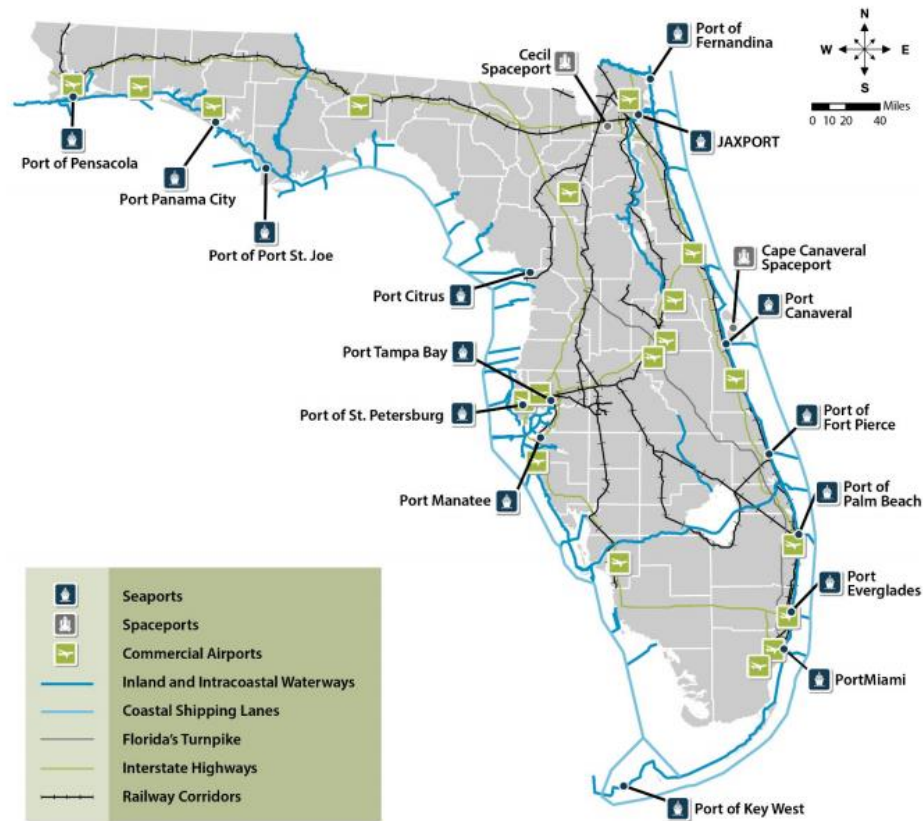 Port of
Fernandina
Cecil
Spaceport
N
W
E
S
Miles
0 10 20 40
JAXPORT
Port of Pensacola
Port Panama City
Port of Port St. Joe
Cape Canaveral
Spaceport
Port Citrus
Port
Canaveral
Port Tampa Bay
Port of St. Petersburg
Port of
Fort Pierce
Port Manatee
Port of
Palm Beach
Port
Everglades
PortMiami
Port of Key West
Seaports
Spaceports
Commercial Airports
Inland and Intracoastal Waterways
Coastal Shipping Lanes
Florida's Turnpike
Interstate Highways
Railway Corridors